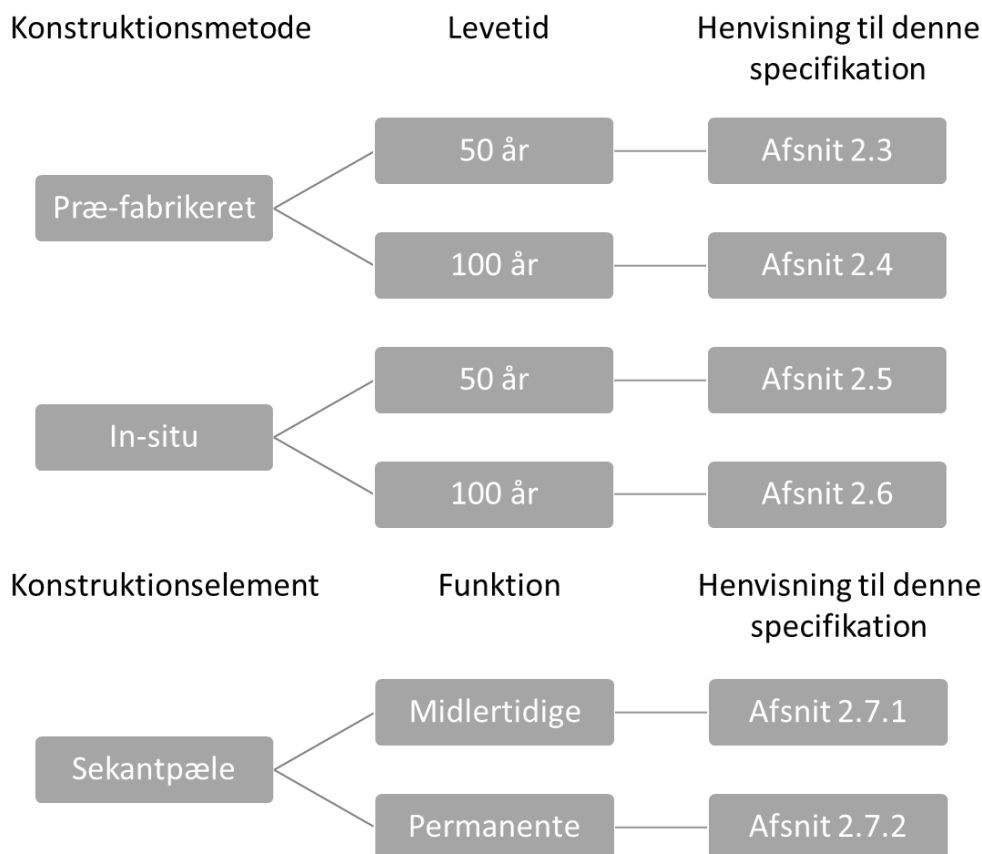 Konstruktionsmetode
Levetid
Henvisning til denne
specifikation
Præ-fabrikeret
50 år
Afsnit 2.3
100 år
Afsnit 2.4
In-situ
50 år
Afsnit 2.5
100 år
Afsnit 2.6
Konstruktionselement
Funktion
Henvisning til denne
specifikation
Sekantpæle
Midlertidige
Afsnit 2.7.1
Permanente
Afsnit 2.7.2